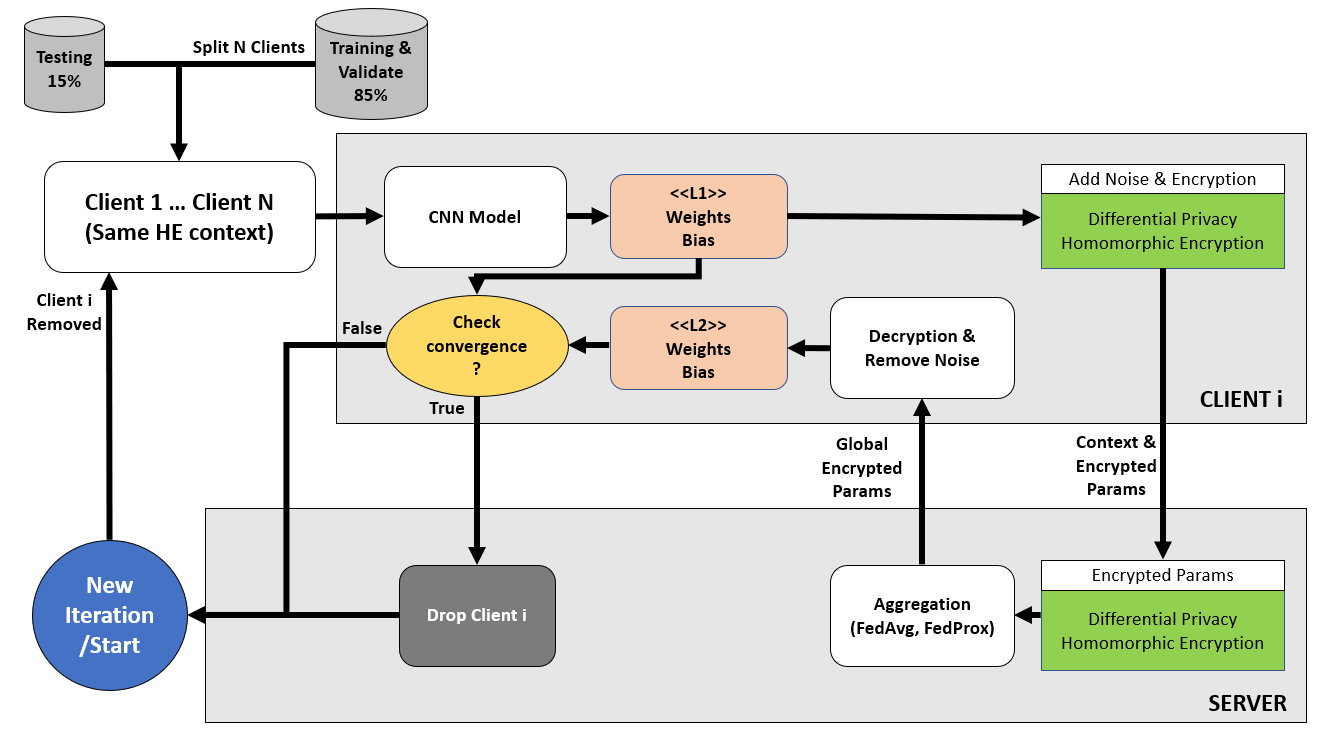 Testing
15%
Split N Clients
Training &
Validate
85%
Client 1 ... Client N
(Same HE context)
CNN Model
<<L1>>
Weights
Bias
Add Noise & Encryption
Differential Privacy
Homomorphic Encryption
Client i
Removed
False
Check
convergence
?
<<L2>>
Weights
Bias
Decryption &
Remove Noise
CLIENT i
True
Global
Encrypted
Params
Context &
Encrypted
Params
New
Iteration
/Start
Drop Client i
Aggregation
(FedAvg, FedProx)
Encrypted Params
Differential Privacy
Homomorphic Encryption
SERVER